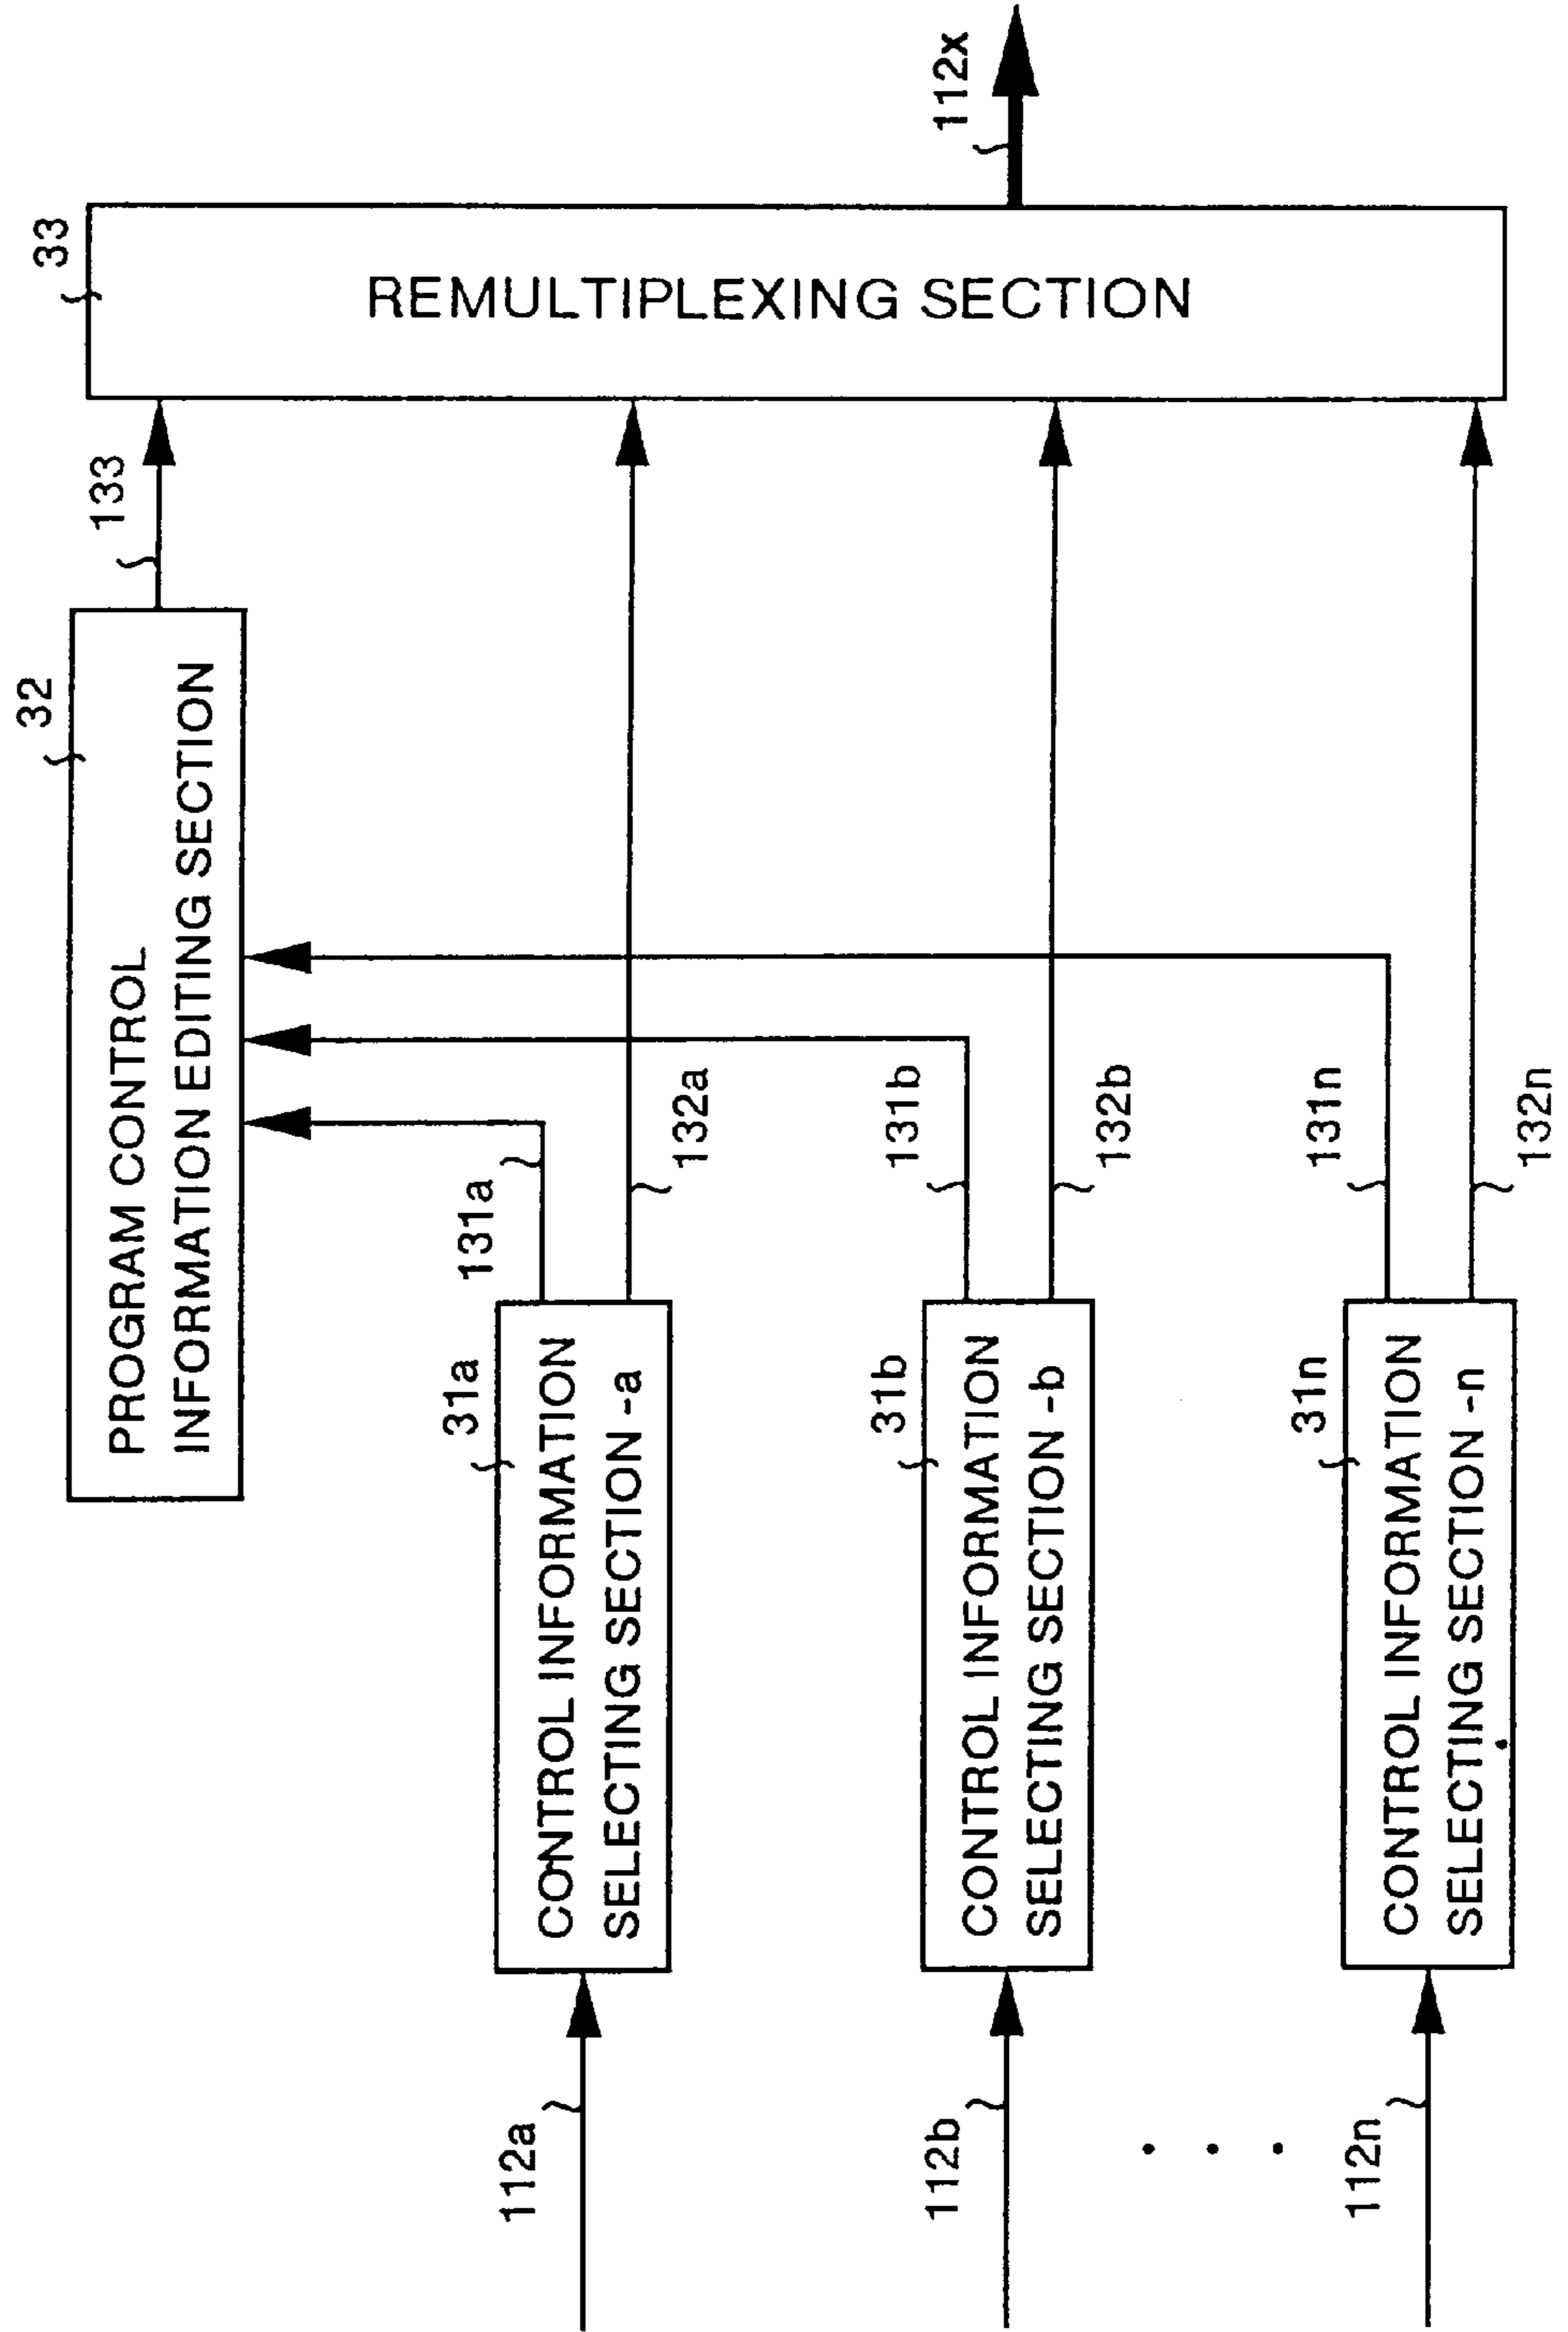 32
PROGRAM CONTROL
INFORMATION EDITING SECTION
133
33
REMULTIPLEXING SECTION
112x
112a
31a
CONTROL INFORMATION
SELECTING SECTION -a
131a
132a
112b
31b
CONTROL INFORMATION
SELECTING SECTION -b
131b
132b
. . .
112n
31n
CONTROL INFORMATION
SELECTING SECTION -n
131n
132n